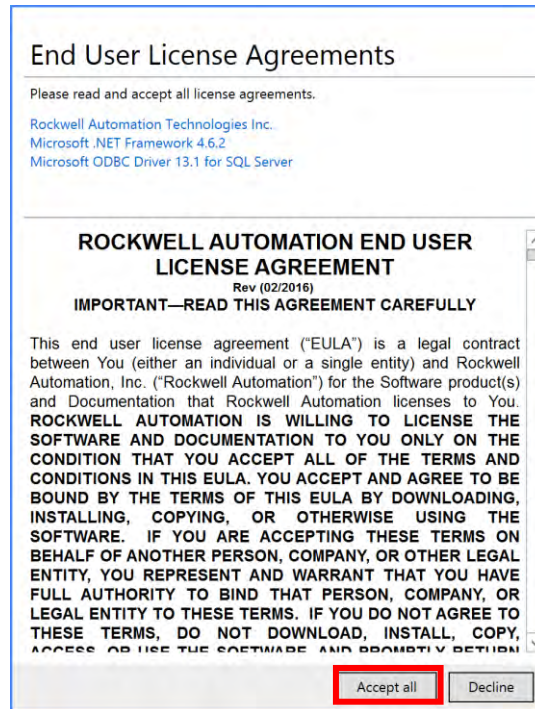 End User License Agreements
Please read and accept all license agreements.
Rockwell Automation Technologies Inc.
Microsoft .NET Framework 4.6.2
Microsoft ODBC Driver 13.1 for SQL Server
ROCKWELL AUTOMATION END USER
LICENSE AGREEMENT
Rev (02/2016)
IMPORTANT—READ THIS AGREEMENT CAREFULLY
This end user license agreement (“EULA”) is a legal contract
between You (either an individual or a single entity) and Rockwell
Automation, Inc. (“Rockwell Automation”) for the Software product(s)
and Documentation that Rockwell Automation licenses to You.
ROCKWELL AUTOMATION IS WILLING TO LICENSE THE
SOFTWARE AND DOCUMENTATION TO YOU ONLY ON THE
CONDITION THAT YOU ACCEPT ALL OF THE TERMS AND
CONDITIONS IN THIS EULA. YOU ACCEPT AND AGREE TO BE
BOUND BY THE TERMS OF THIS EULA BY DOWNLOADING,
INSTALLING, COPYING, OR OTHERWISE USING THE
SOFTWARE. IF YOU ARE ACCEPTING THESE TERMS ON
BEHALF OF ANOTHER PERSON, COMPANY, OR OTHER LEGAL
ENTITY, YOU REPRESENT AND WARRANT THAT YOU HAVE
FULL AUTHORITY TO BIND THAT PERSON, COMPANY, OR
LEGAL ENTITY TO THESE TERMS. IF YOU DO NOT AGREE TO
THESE TERMS, DO NOT DOWNLOAD, INSTALL, COPY,
ACCESS, OR USE THE SOFTWARE, AND PROMPTLY RETURN
Accept all
Decline